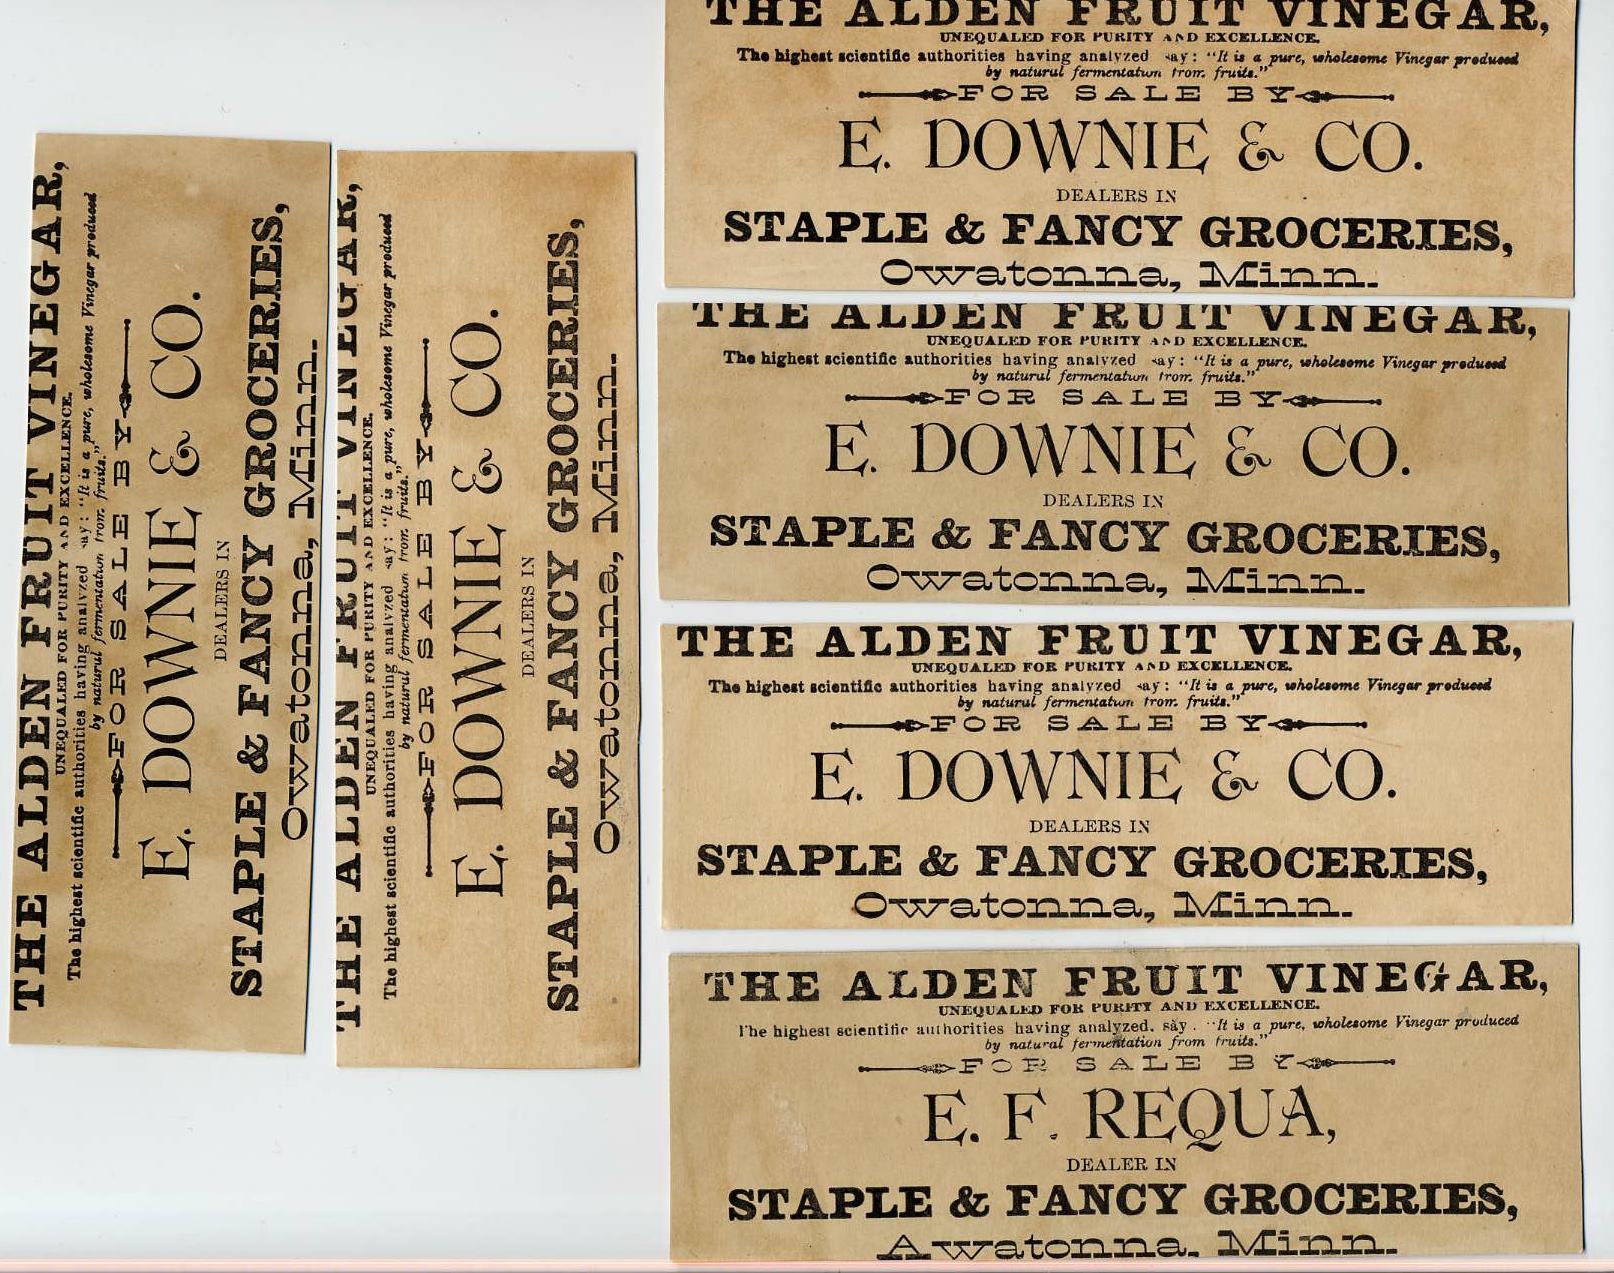 THE ALDEN FRUIT VINEGAR,
UNEQUALED FOR PURITY AND EXCELLENCE.
The highest scientific authorities having analyzed say: "It is a pure, wholesome Vinegar produced
by natural fermentation from fruits."
FOR SALE BY
E. DOWNIE & CO.
DEALERS IN
STAPLE & FANCY GROCERIES,
Owatonna, Minn.
THE ALDEN FRUIT VINEGAR,
UNEQUALED FOR PURITY AND EXCELLENCE.
The highest scientific authorities having analyzed say: "It is a pure, wholesome Vinegar produced
by natural fermentation from fruits."
FOR SALE BY
E. DOWNIE & CO.
DEALERS IN
STAPLE & FANCY GROCERIES,
Owatonna, Minn.
THE ALDEN FRUIT VINEGAR,
UNEQUALED FOR PURITY AND EXCELLENCE.
The highest scientific authorities having analyzed say: "It is a pure, wholesome Vinegar produced
by natural fermentation from fruits."
FOR SALE BY
E. DOWNIE & CO.
DEALERS IN
STAPLE & FANCY GROCERIES,
Owatonna, Minn.
THE ALDEN FRUIT VINEGAR,
UNEQUALED FOR PURITY AND EXCELLENCE.
The highest scientific authorities having analyzed say: "It is a pure, wholesome Vinegar produced
by natural fermentation from fruits."
FOR SALE BY
E. DOWNIE & CO.
DEALERS IN
STAPLE & FANCY GROCERIES,
Owatonna, Minn.
THE ALDEN FRUIT VINEGAR,
UNEQUALED FOR PURITY AND EXCELLENCE.
The highest scientific authorities having analyzed say: "It is a pure, wholesome Vinegar produced
by natural fermentation from fruits."
FOR SALE BY
E. DOWNIE & CO.
DEALERS IN
STAPLE & FANCY GROCERIES,
Owatonna, Minn.
THE ALDEN FRUIT VINEGAR,
UNEQUALED FOR PURITY AND EXCELLENCE.
The highest scientific authorities having analyzed. say. "It is a pure, wholesome Vinegar produced
by natural fermentation from fruits."
FOR SALE BY
E. F. REQUA,
DEALER IN
STAPLE & FANCY GROCERIES,
Awatonna, Minn.